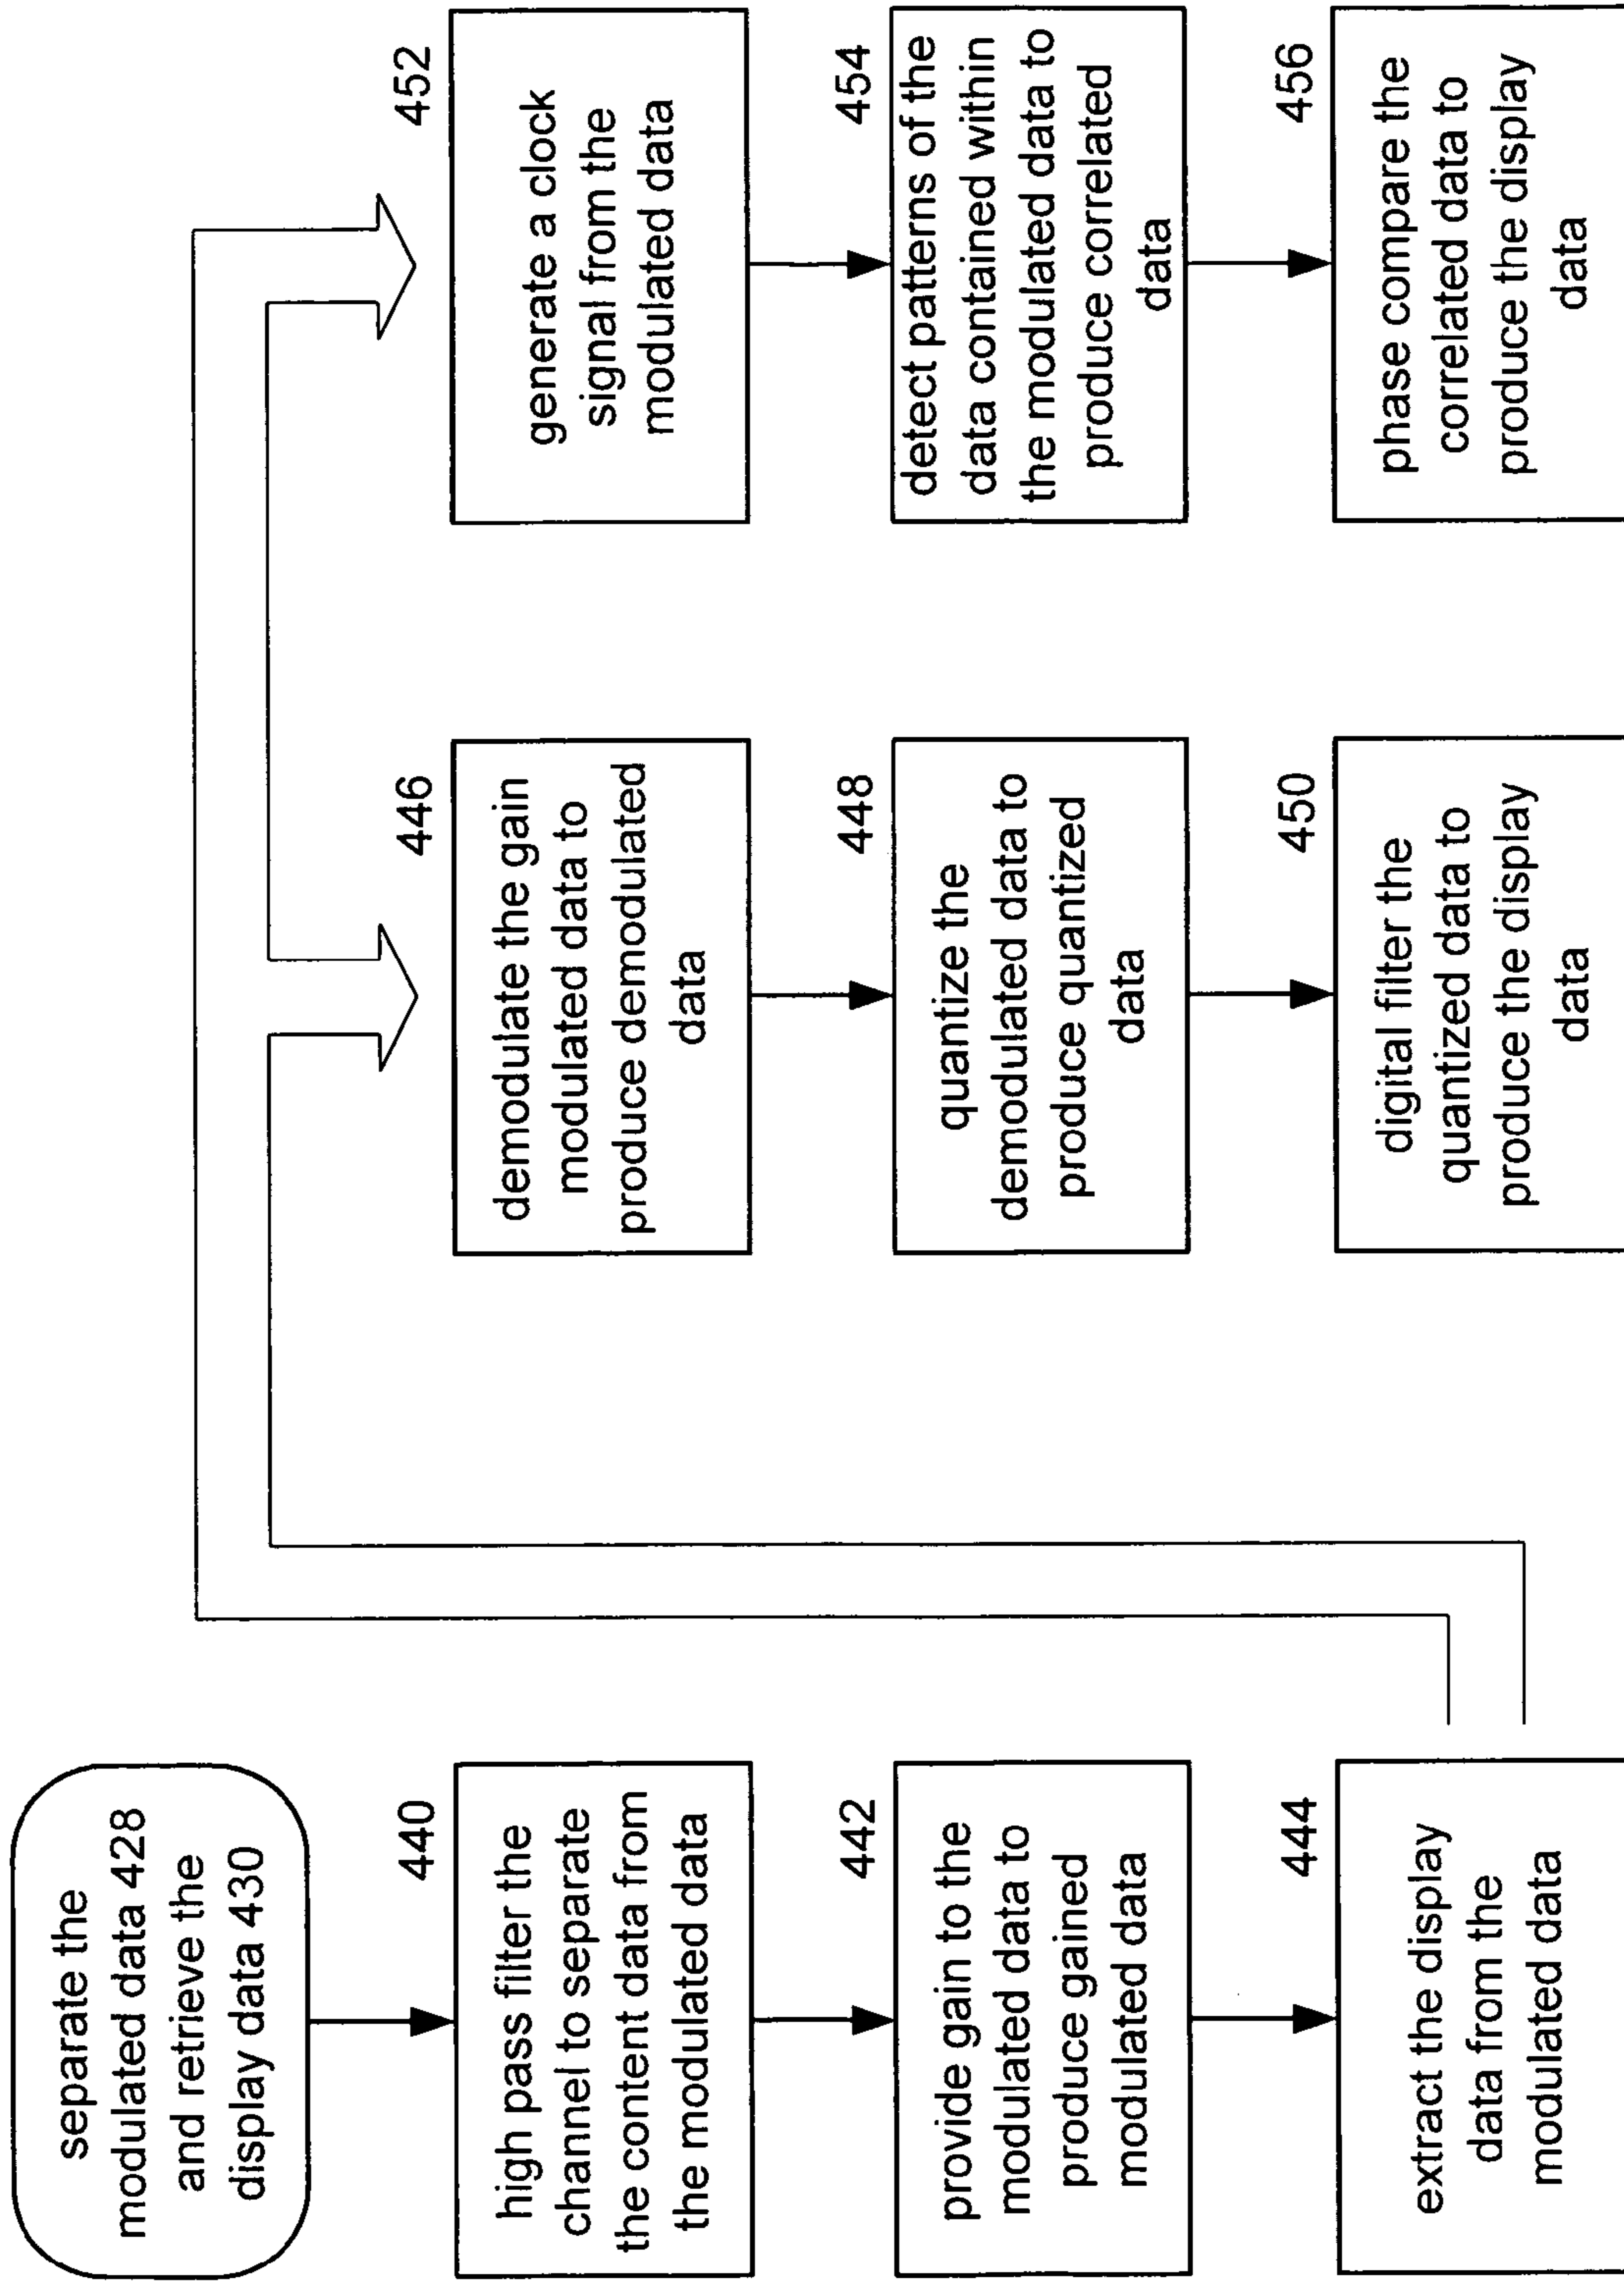 separate the
modulated data 428
and retrieve the
display data 430
440
high pass filter the
channel to separate
the content data from
the modulated data
442
provide gain to the
modulated data to
produce gained
modulated data
444
extract the display
data from the
modulated data
446
demodulate the gain
modulated data to
produce demodulated
data
448
quantize the
demodulated data to
produce quantized
data
450
digital filter the
quantized data to
produce the display
data
452
generate a clock
signal from the
modulated data
454
detect patterns of the
data contained within
the modulated data to
produce correlated
data
456
phase compare the
correlated data to
produce the display
data